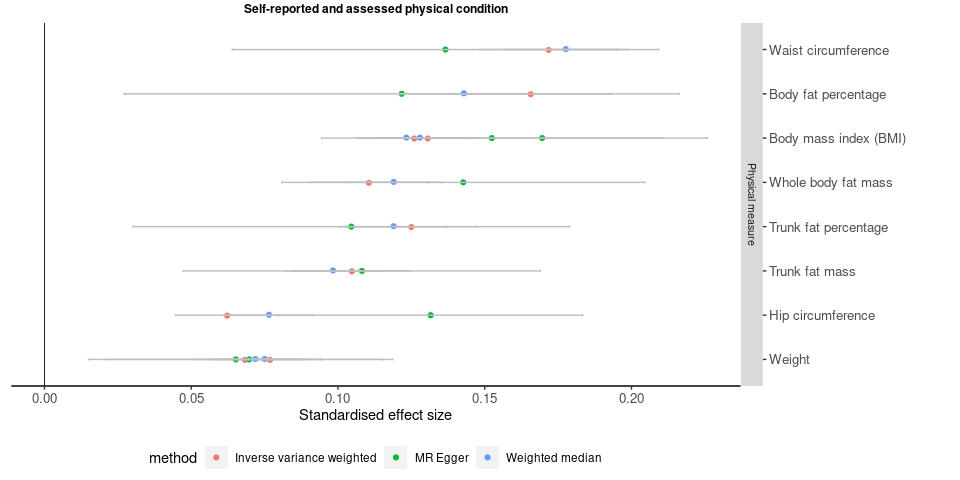 Self-reported and assessed physical condition
Waist circumference
Body fat percentage
Body mass index (BMI)
Whole body fat mass
Trunk fat percentage
Trunk fat mass
Hip circumference
Weight
Physical measure
0.00 0.05 0.10 0.15 0.20
Standardised effect size
method Inverse variance weighted MR Egger Weighted median